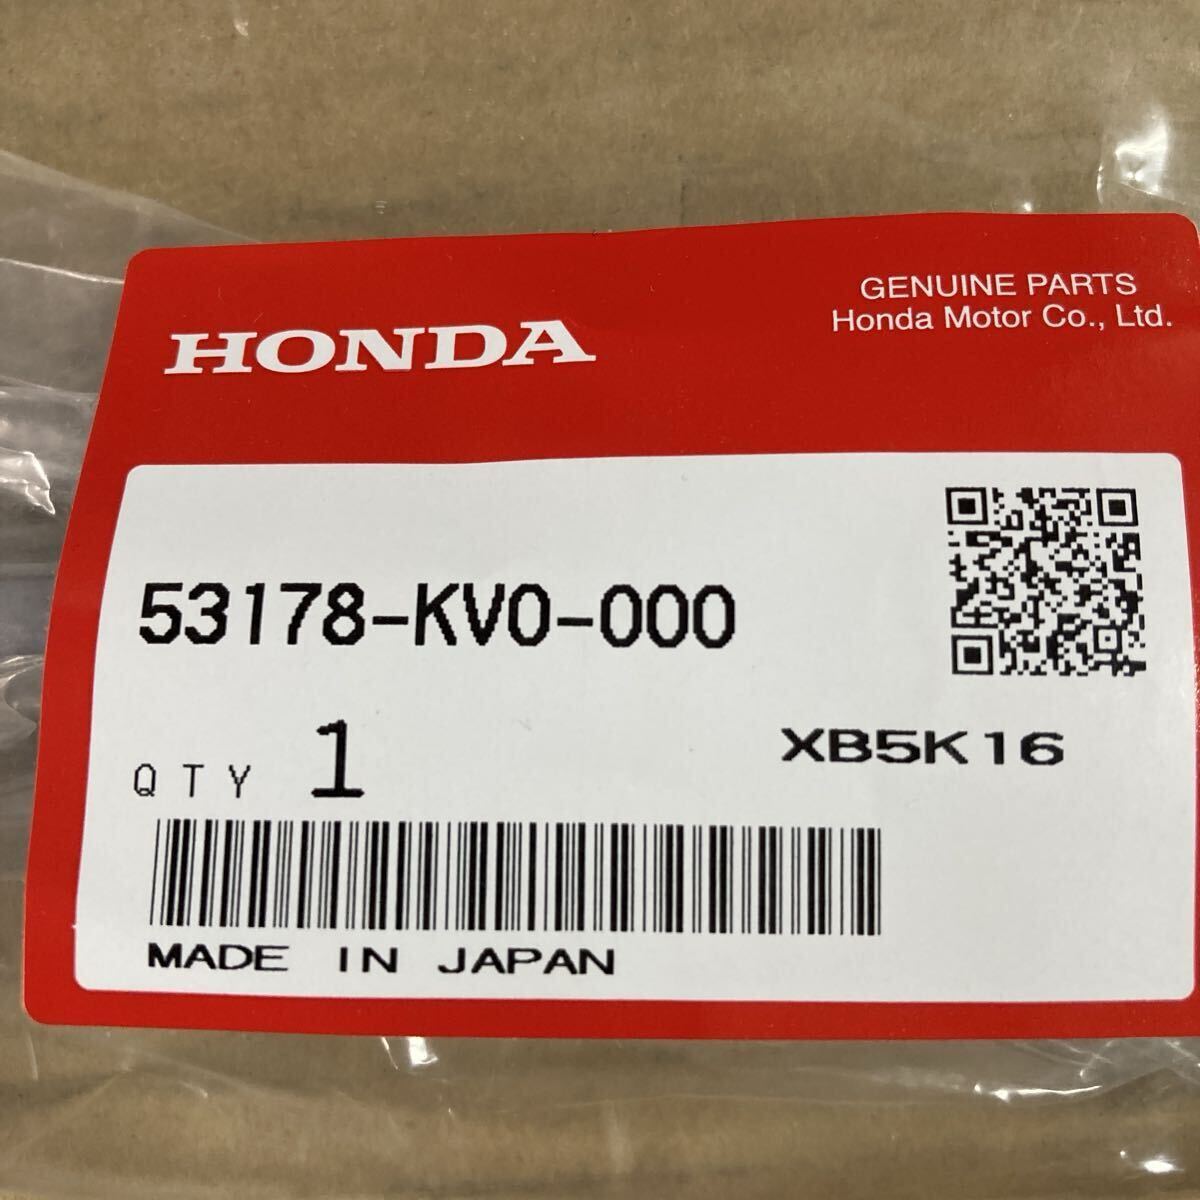 GENUINE PARTS
Honda Motor Co., Ltd.
HONDA
53178-KV0-000
QTY 1
XB5K16
MADE IN JAPAN